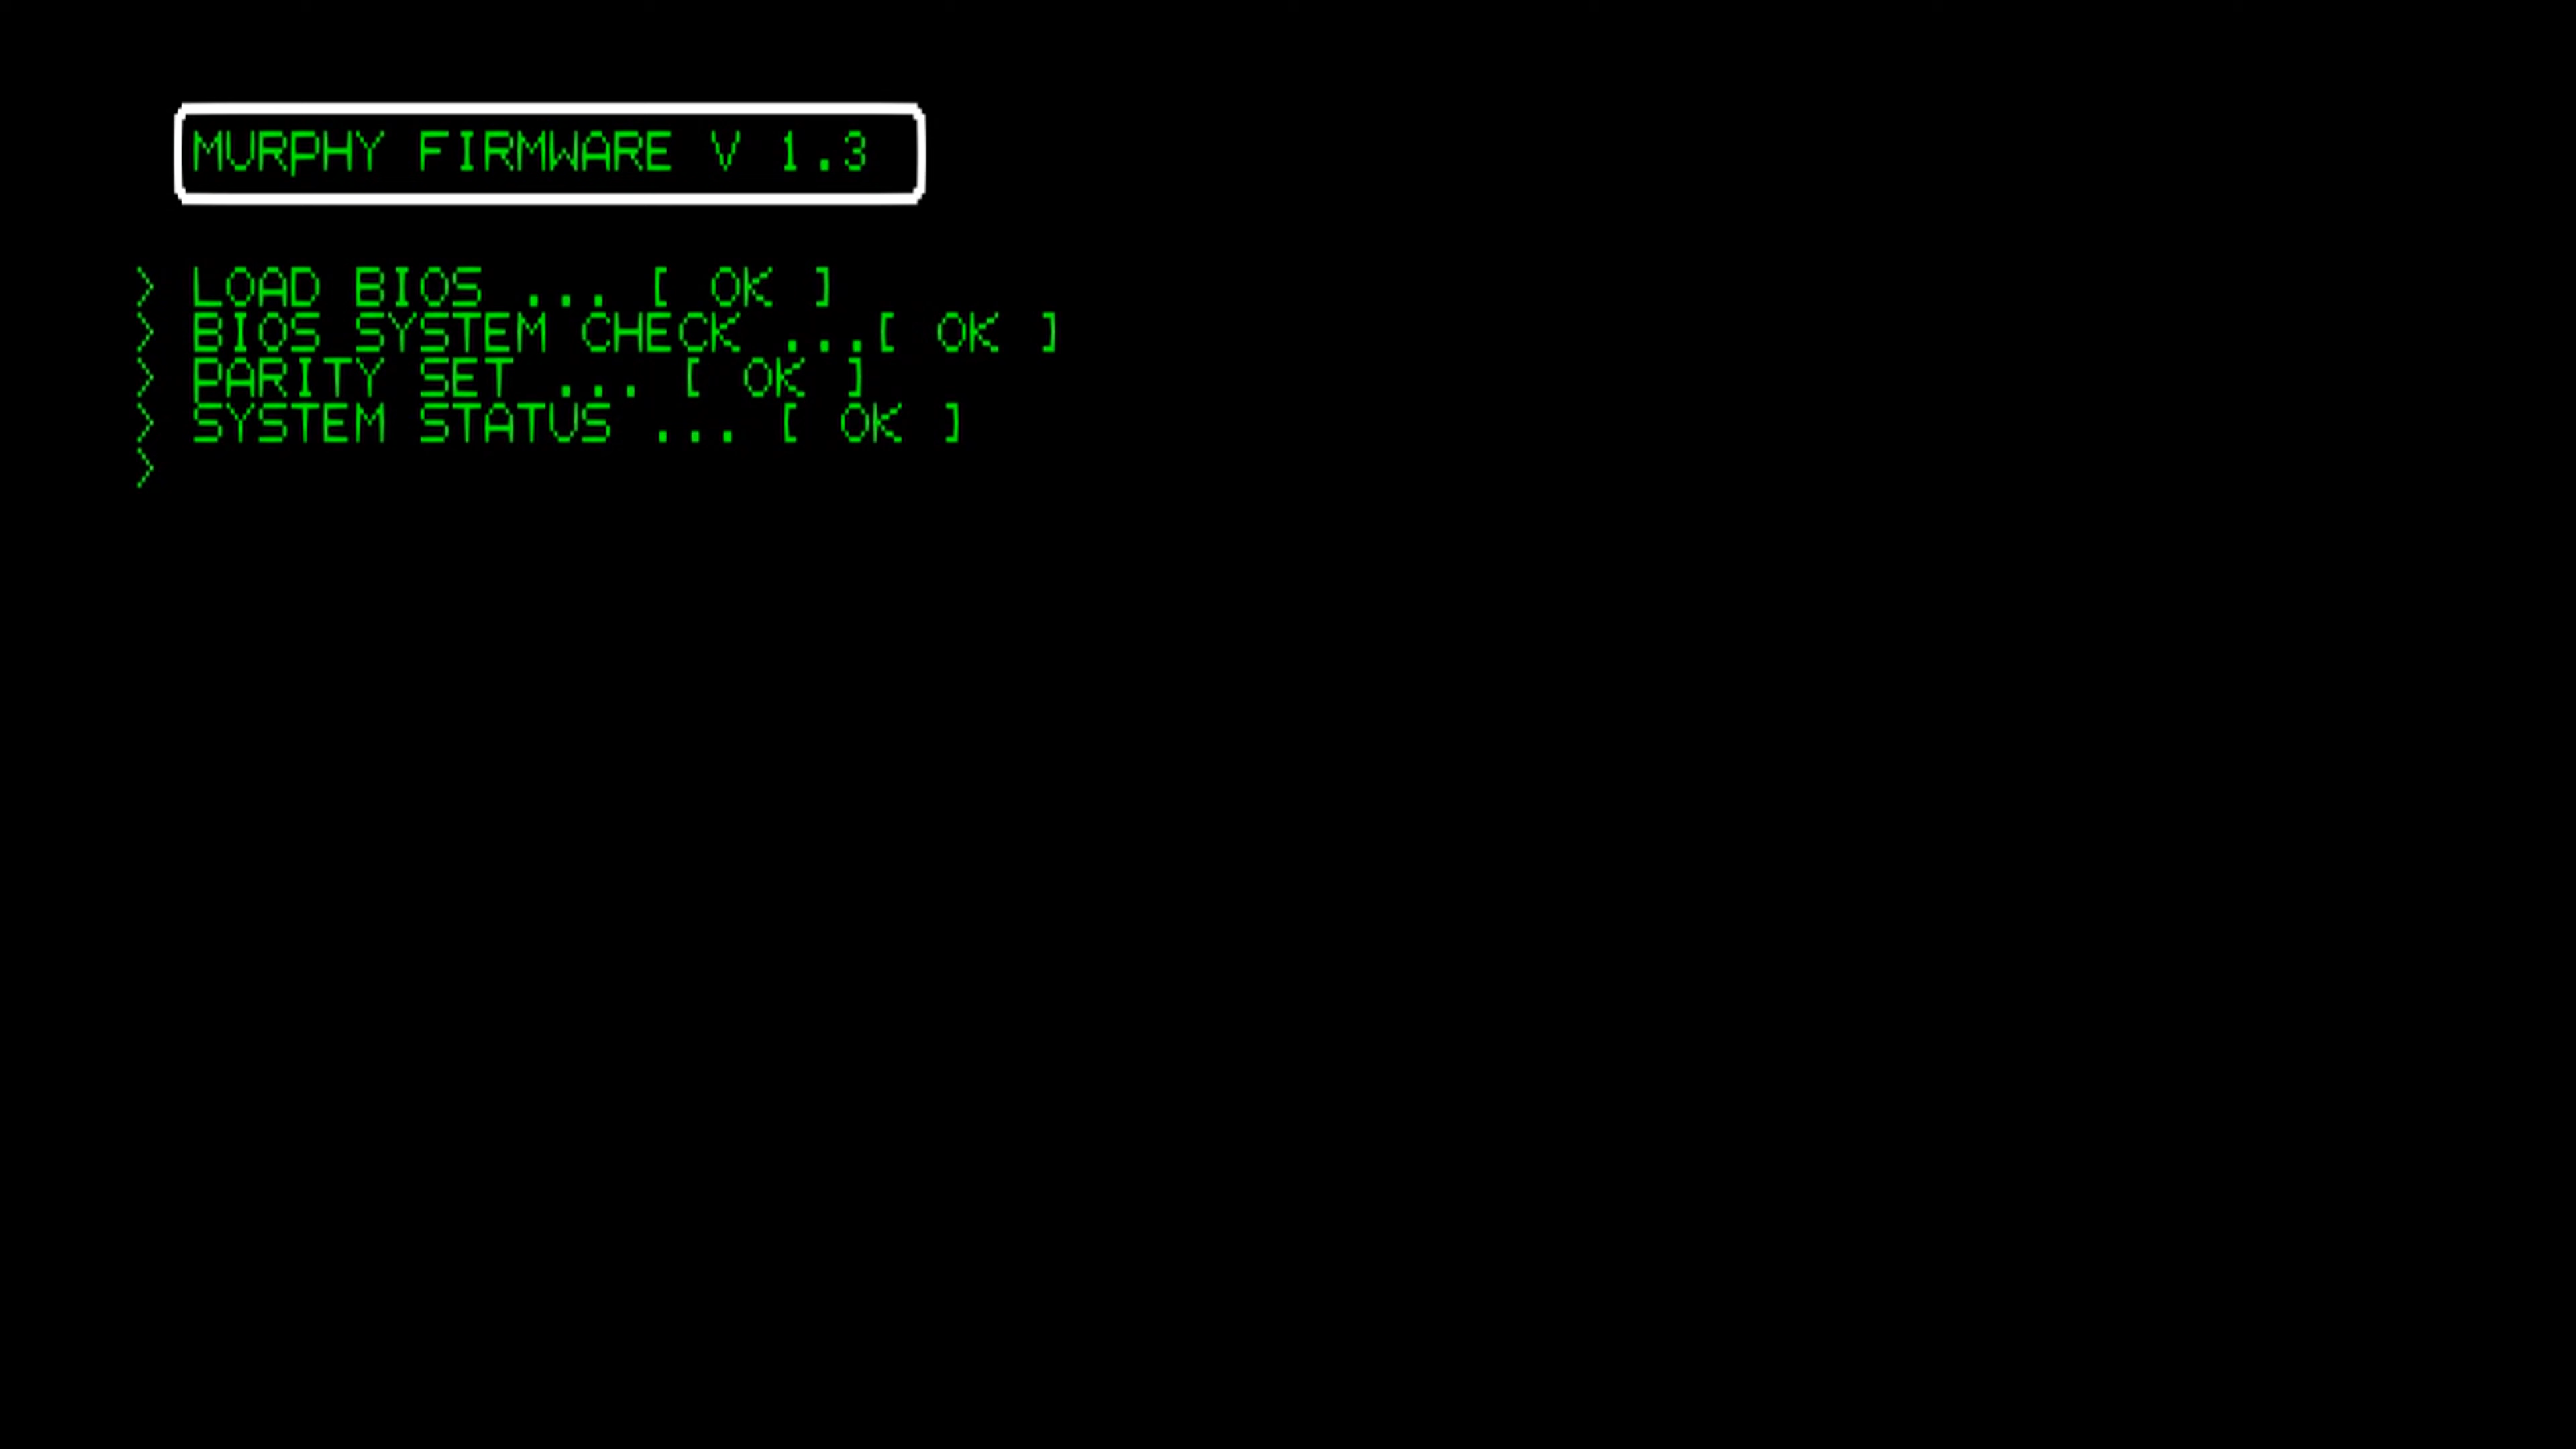 MURPHY FIRMWARE V 1.3
> LOAD BIOS ... [ OK ]
> BIOS SYSTEM CHECK ...[ OK ]
> PARITY SET ... [ OK ]
> SYSTEM STATUS ... [ OK ]
>